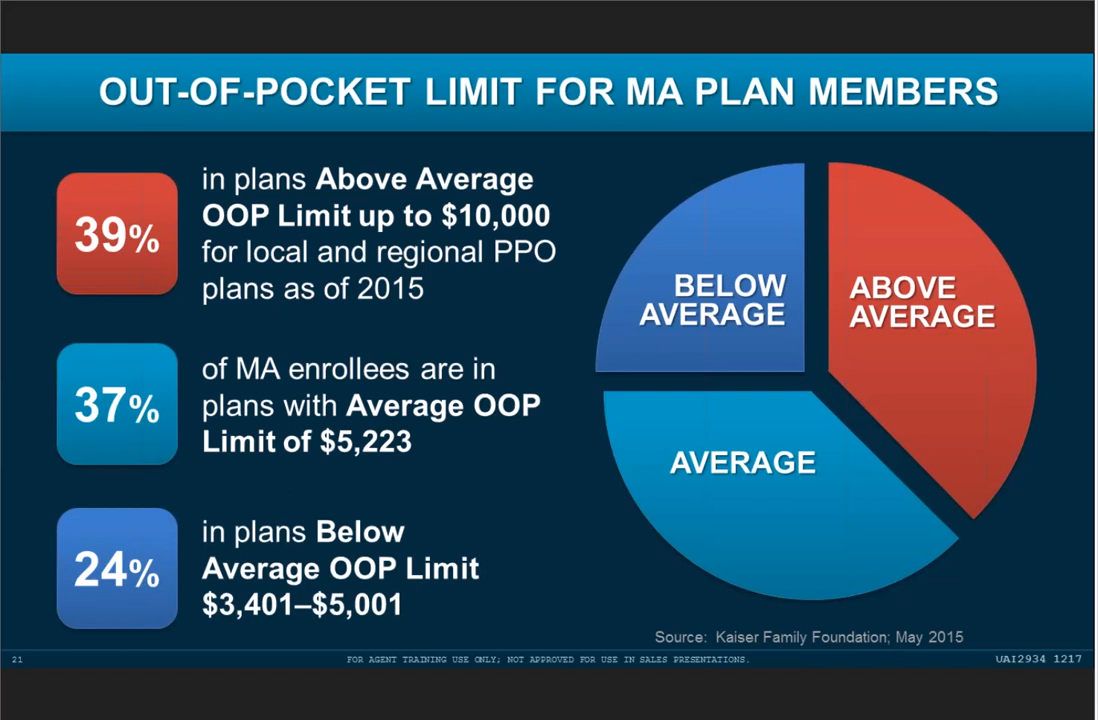 OUT-OF-POCKET LIMIT FOR MA PLAN MEMBERS
39%
in plans Above Average
OOP Limit up to $10,000
for local and regional PPO
plans as of 2015
37%
of MA enrollees are in
plans with Average OOP
Limit of $5,223
24%
in plans Below
Average OOP Limit
$3,401–$5,001
BELOW
AVERAGE
ABOVE
AVERAGE
AVERAGE
Source: Kaiser Family Foundation; May 2015
21
FOR AGENT TRAINING USE ONLY; NOT APPROVED FOR USE IN SALES PRESENTATIONS.
UAI2934 1217